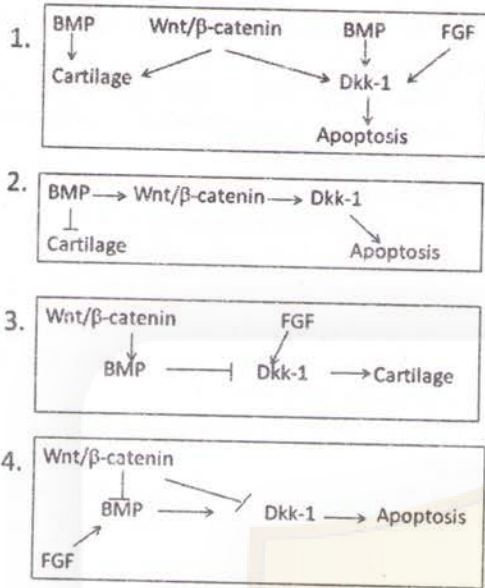 1.
BMP Wnt/β-catenin BMP FGF
Cartilage Dkk-1
Apoptosis
2.
BMP Wnt/β-catenin Dkk-1
Cartilage Apoptosis
3.
Wnt/β-catenin FGF
BMP Dkk-1 Cartilage
4.
Wnt/β-catenin
BMP Dkk-1 Apoptosis
FGF